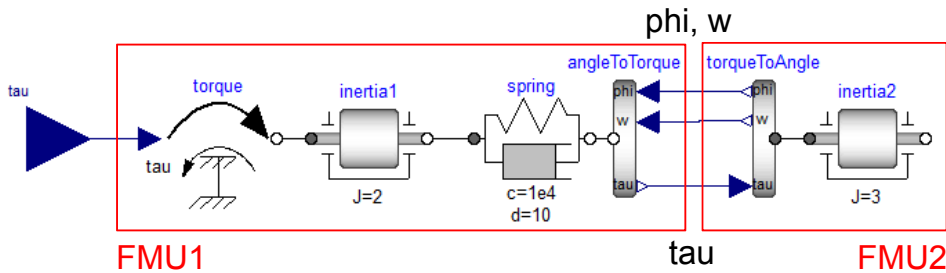 phi, w
angleToTorque torqueToAngle
tau torque inertia1 spring inertia2
phi phi
w w
tau
tau tau
J=2 c=1e4 J=3
d=10
FMU1 tau FMU2